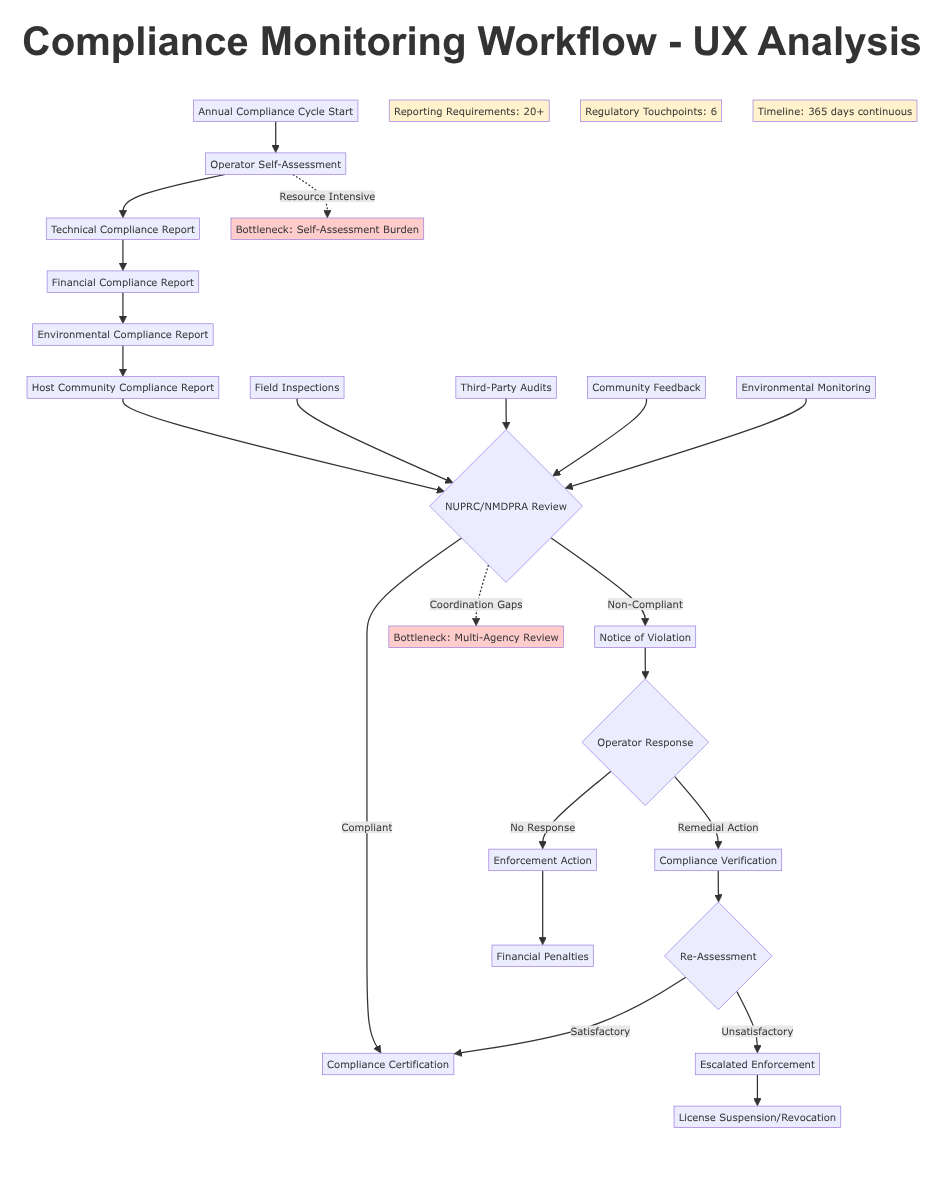 Compliance Monitoring Workflow - UX Analysis
Annual Compliance Cycle Start
Reporting Requirements: 20+
Regulatory Touchpoints: 6
Timeline: 365 days continuous
Operator Self-Assessment
Resource Intensive
Technical Compliance Report
Bottleneck: Self-Assessment Burden
Financial Compliance Report
Environmental Compliance Report
Host Community Compliance Report
Field Inspections
Third-Party Audits
Community Feedback
Environmental Monitoring
NUPRC/NMDPRA Review
Coordination Gaps
Non-Compliant
Bottleneck: Multi-Agency Review
Notice of Violation
Operator Response
Compliant
No Response
Remedial Action
Enforcement Action
Compliance Verification
Financial Penalties
Re-Assessment
Satisfactory
Unsatisfactory
Compliance Certification
Escalated Enforcement
License Suspension/Revocation